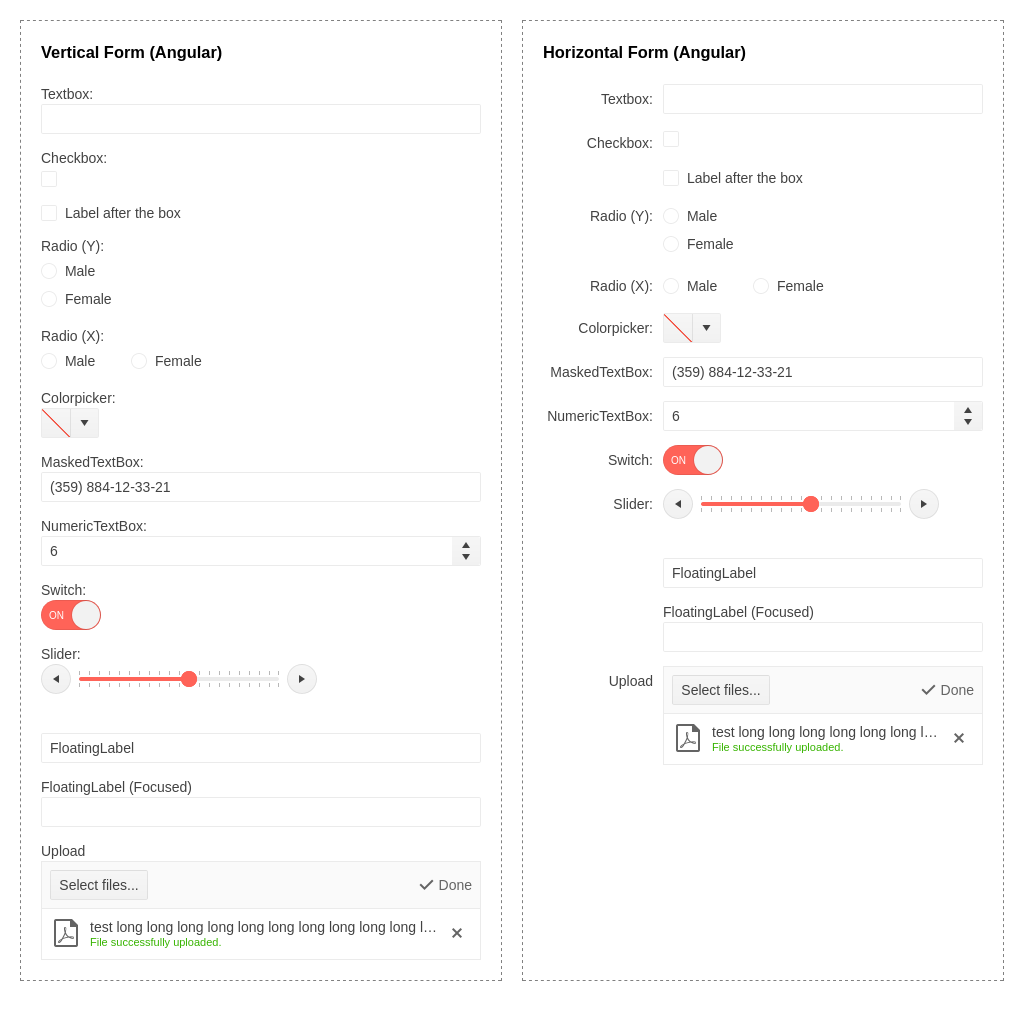 Vertical Form (Angular)
Textbox:
Checkbox:
Label after the box
Radio (Y):
Male
Female
Radio (X):
Male Female
Colorpicker:
MaskedTextBox:
(359) 884-12-33-21
NumericTextBox:
6
Switch:
ON
Slider:
FloatingLabel
FloatingLabel (Focused)
Upload
Select files... Done
test long long long long long long long long long long l...
File successfully uploaded.
Horizontal Form (Angular)
Textbox:
Checkbox:
Label after the box
Radio (Y): Male
Female
Radio (X): Male Female
Colorpicker:
MaskedTextBox: (359) 884-12-33-21
NumericTextBox: 6
Switch: ON
Slider:
FloatingLabel
FloatingLabel (Focused)
Upload Select files... Done
test long long long long long long l...
File successfully uploaded.